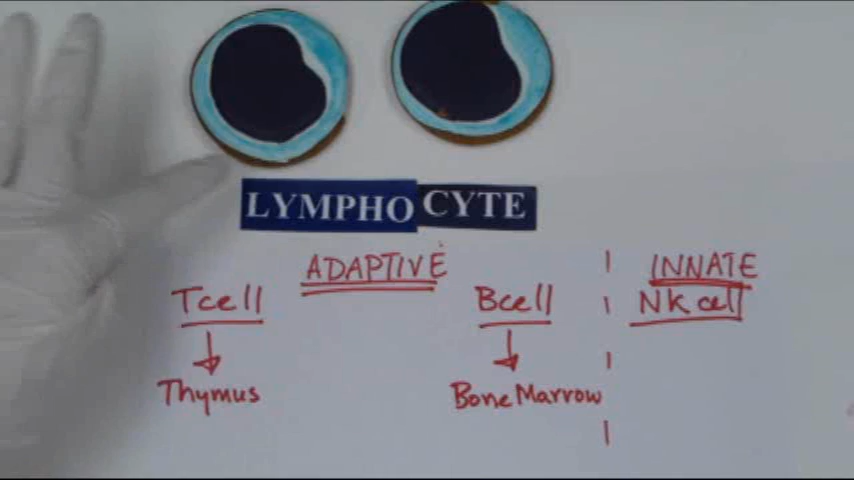 LYMPHOCYTE
ADAPTIVE INNATE
Tcell Bcell NK cell
Thymus Bone Marrow